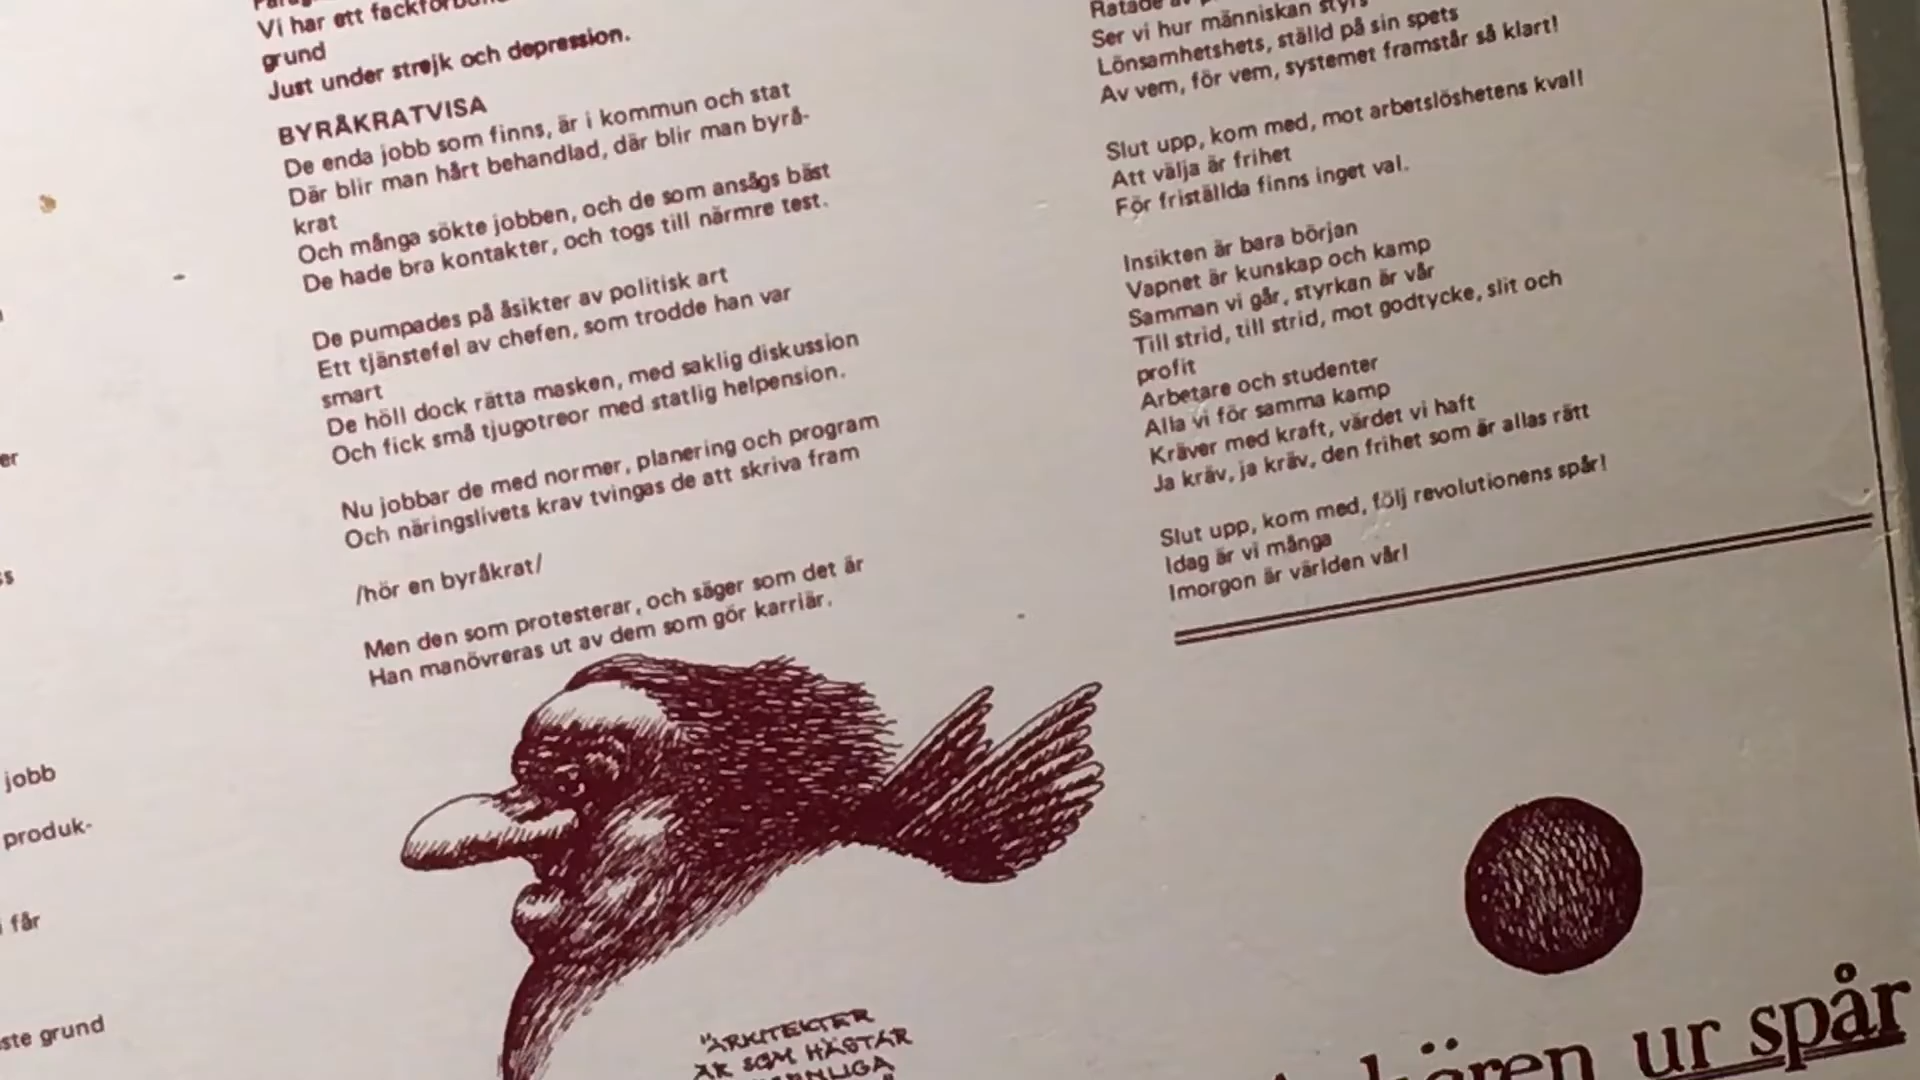 Vi har ett
grund
Just under strejk och depression.
BYRÅKRATVISA
De enda jobb som finns, är i kommun och stat
Där blir man hårt behandlad, där blir man byrå-
krat
Och många sökte jobben, och de som ansågs bäst
De hade bra kontakter, och togs till närmre test.
De pumpades på åsikter av politisk art
Ett tjänstefel av chefen, som trodde han var
smart
De höll dock rätta masken, med saklig diskussion
Och fick små tjugotreor med statlig helpension.
Nu jobbar de med normer, planering och program
Och näringslivets krav tvingas de att skriva fram
/hör en byråkrat/
Men den som protesterar, och säger som det är
Han manövreras ut av dem som gör karriär.
er
jobb
produk-
får
grund
"ARKITEKTER
ÄR SOM HÄSTAR
Ratade av
Ser vi hur människan styrs
Lönsamhetshets, ställd på sin spets
Av vem, för vem, systemet framstår så klart!
Slut upp, kom med, mot arbetslöshetens kval!
Att välja är frihet
För friställda finns inget val.
Insikten är bara början
Vapnet är kunskap och kamp
Samman vi går, styrkan är vår
Till strid, till strid, mot godtycke, slit och
profit
Arbetare och studenter
Alla vi för samma kamp
Kräver med kraft, värdet vi haft
Ja kräv, ja kräv, den frihet som är allas rätt
Slut upp, kom med, följ revolutionens spår!
Idag är vi många
Imorgon är världen vår!
ur spår